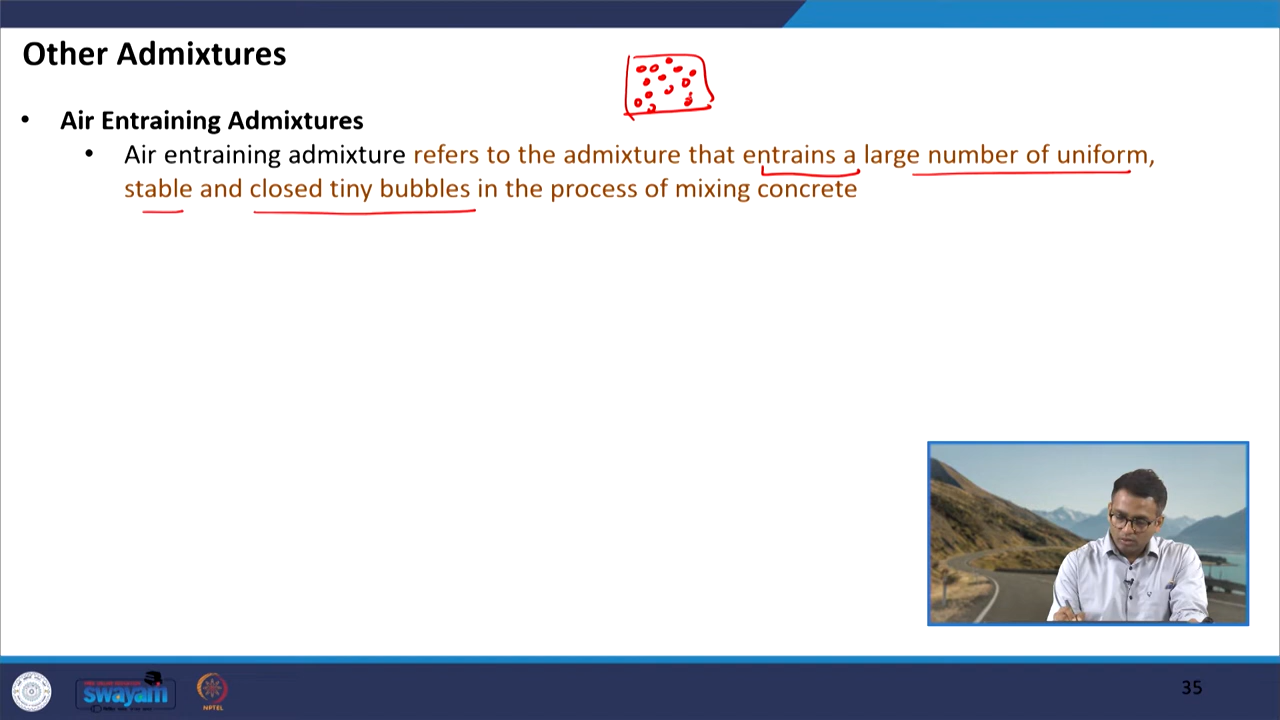 Other Admixtures
• Air Entraining Admixtures
• Air entraining admixture refers to the admixture that entrains a large number of uniform,
stable and closed tiny bubbles in the process of mixing concrete
swayam
NPTEL
35